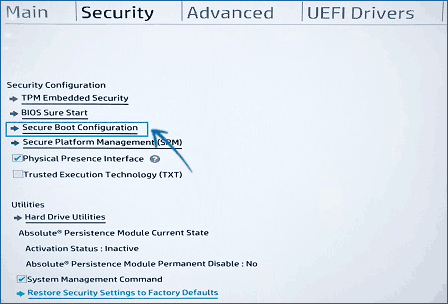 Main
Security
Advanced
UEFI Drivers
Security Configuration
TPM Embedded Security
BIOS Sure Start
Secure Boot Configuration
Secure Platform Management (SPM)
Physical Presence Interface
Trusted Execution Technology (TXT)
Utilities
Hard Drive Utilities
Absolute® Persistence Module Current State
Activation Status : Inactive
Absolute® Persistence Module Permanent Disable : No
System Management Command
Restore Security Settings to Factory Defaults